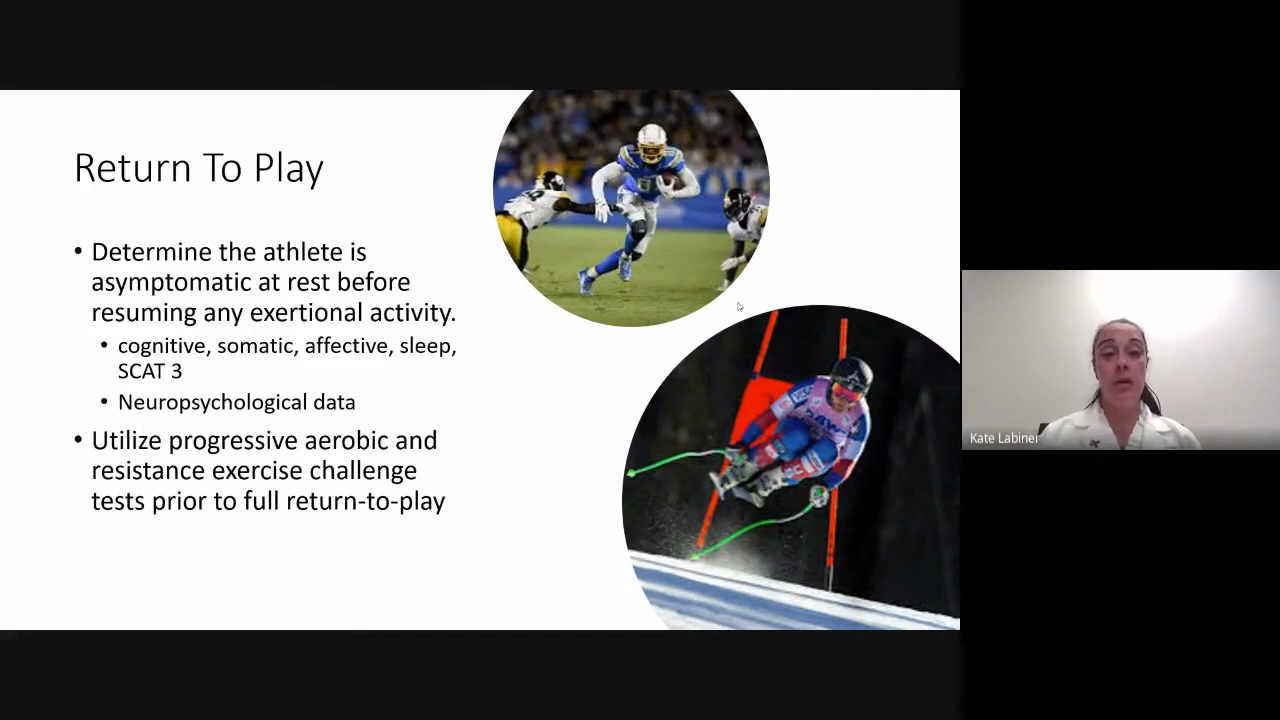 Return To Play
• Determine the athlete is
asymptomatic at rest before
resuming any exertional activity.
• cognitive, somatic, affective, sleep,
SCAT 3
• Neuropsychological data
• Utilize progressive aerobic and
resistance exercise challenge
tests prior to full return-to-play
Kate Labiner